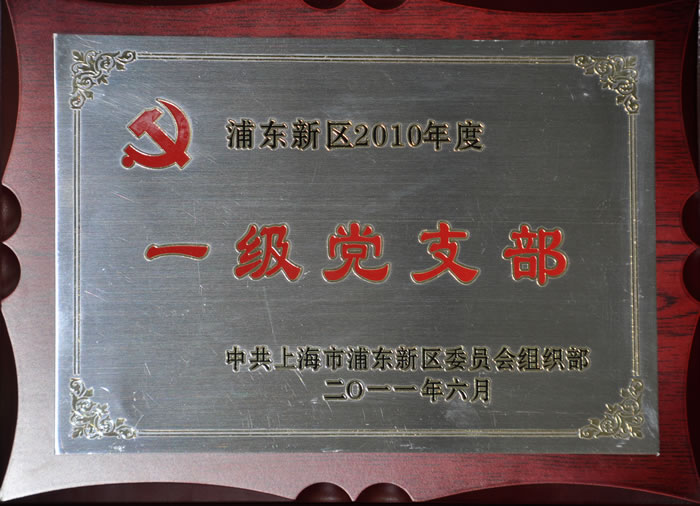 浦东新区2010年度
一级党支部
中共上海市浦东新区委员会组织部
二〇一一年六月